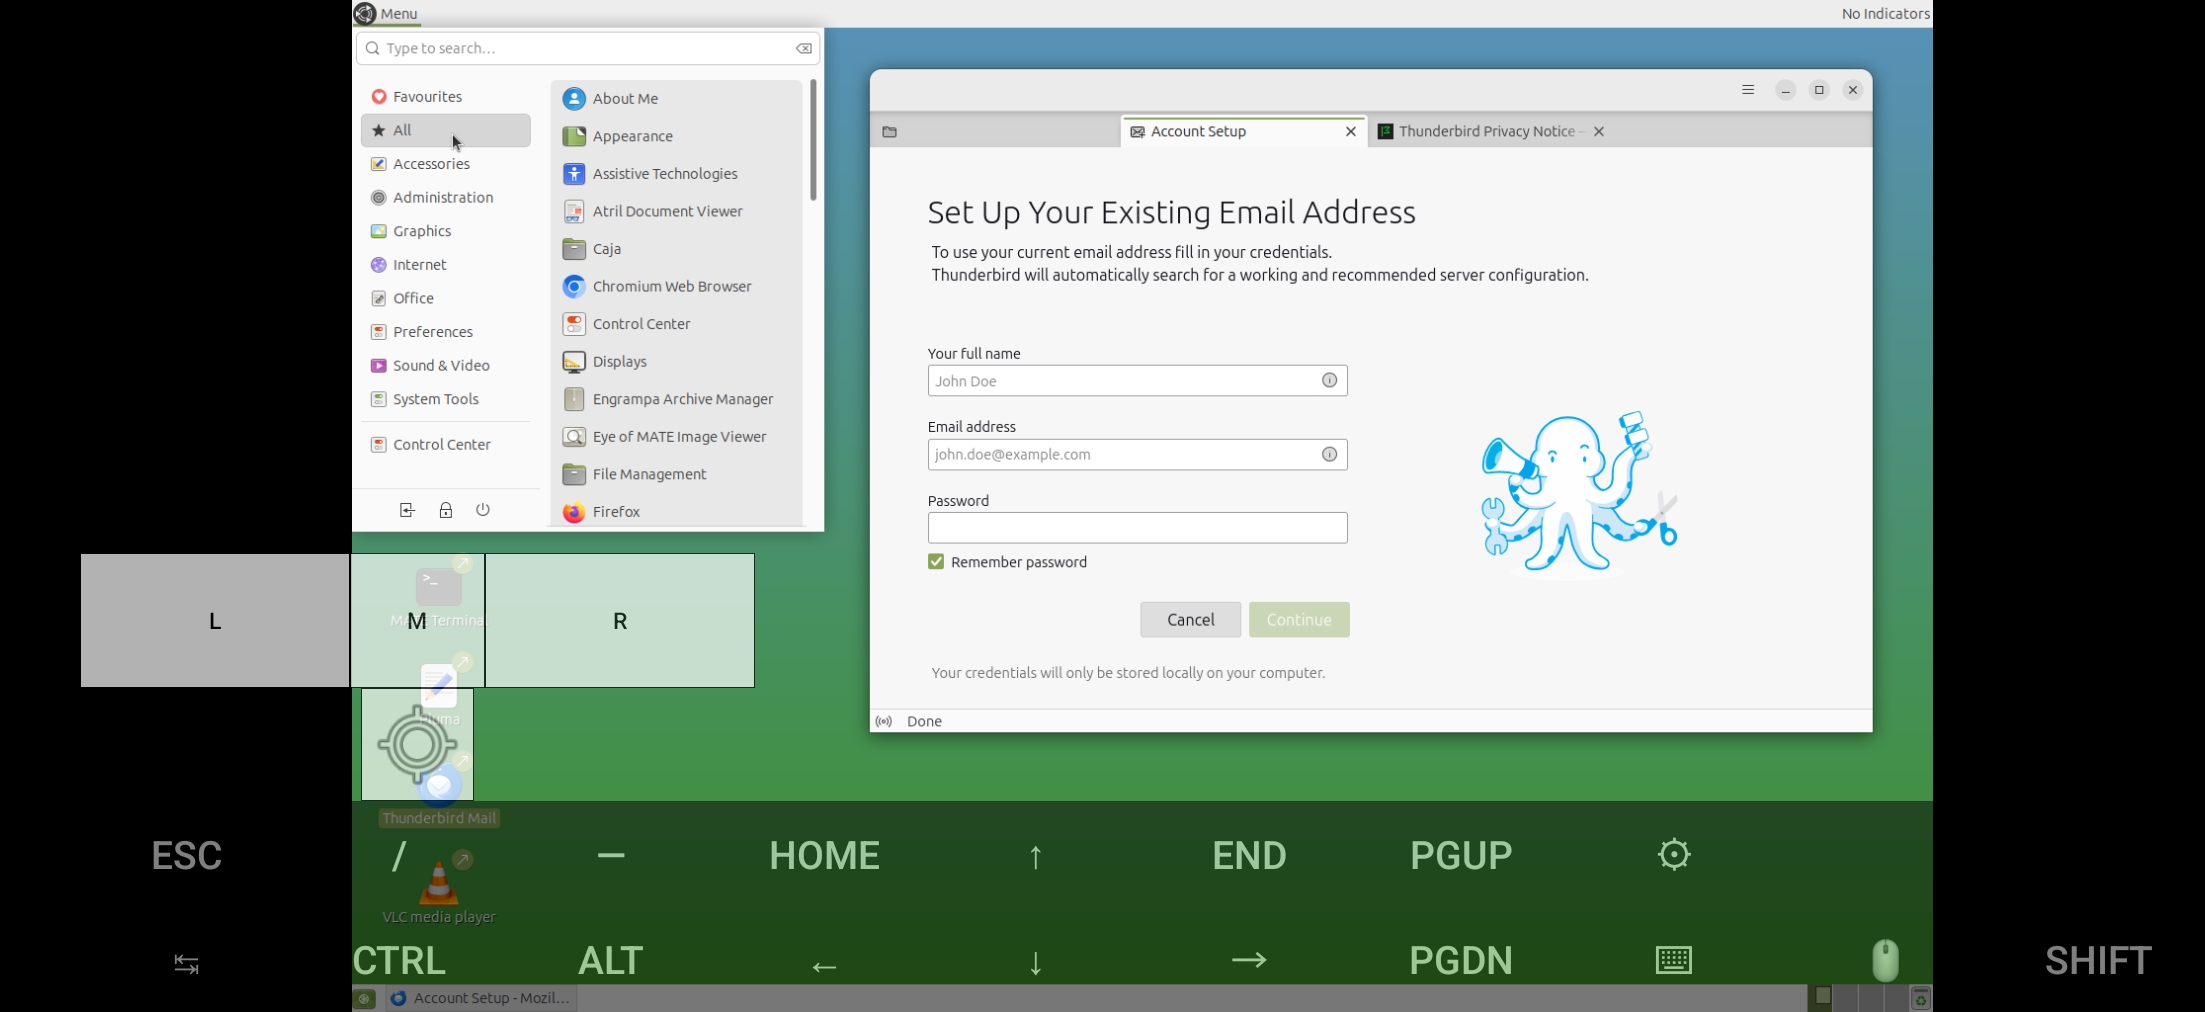 Menu
No Indicators
Type to search...
Favourites
All
Accessories
Administration
Graphics
Internet
Office
Preferences
Sound & Video
System Tools
Control Center
About Me
Appearance
Assistive Technologies
Atril Document Viewer
Caja
Chromium Web Browser
Control Center
Displays
Engrampa Archive Manager
Eye of MATE Image Viewer
File Management
Firefox
Account Setup
Thunderbird Privacy Notice –
Set Up Your Existing Email Address
To use your current email address fill in your credentials.
Thunderbird will automatically search for a working and recommended server configuration.
Your full name
John Doe
Email address
john.doe@example.com
Password
Remember password
Cancel
Continue
Your credentials will only be stored locally on your computer.
Done
L
M
R
MATE Terminal
Pluma
Thunderbird Mail
VLC media player
ESC
/
—
HOME
↑
END
PGUP
CTRL
ALT
←
↓
→
PGDN
SHIFT
Account Setup - Mozil...